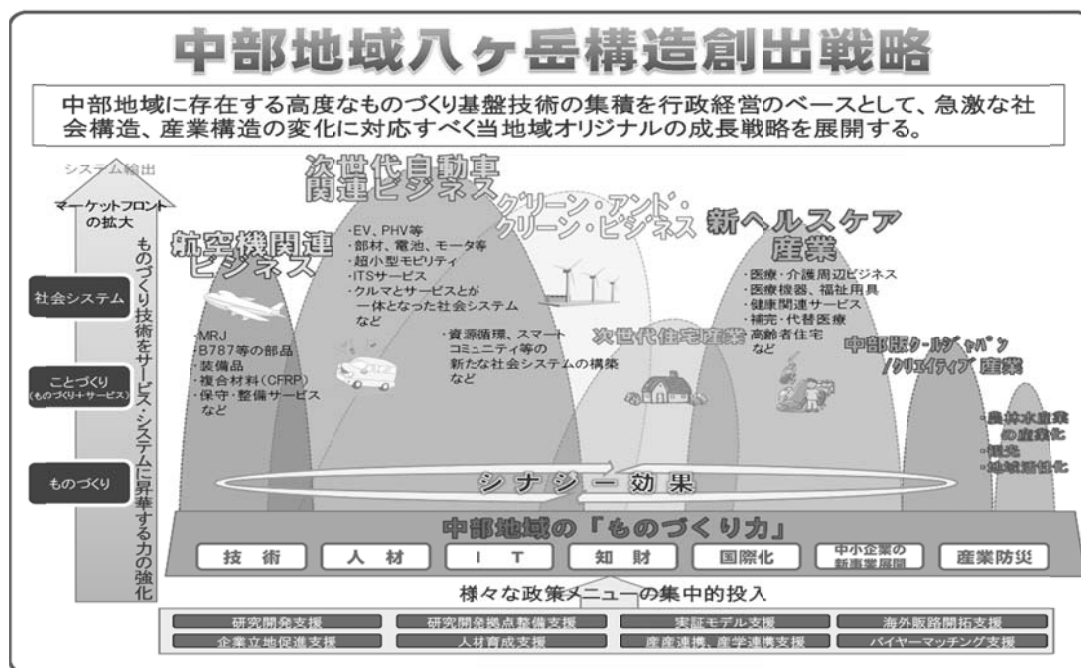 中部地域八ヶ岳構造創出戦略
中部地域に存在する高度なものづくり基盤技術の集積を行政経営のベースとして、急激な社
会構造、産業構造の変化に対応すべく当地域オリジナルの成長戦略を展開する。
システム輸出
マーケットフロント
の拡大
ものづくり技術をサービス・システムに昇華する力の強化
社会システム
ことづくり
(ものづくり＋サービス)
ものづくり
航空機関連
ビジネス
・MRJ
・B787等の部品
・装備品
・複合材料(CFRP)
・保守・整備サービス
など
次世代自動車
関連ビジネス
・EV、PHV等
・部材、電池、モータ等
・超小型モビリティ
・ITSサービス
・クルマとサービスとが
一体となった社会システム
など
グリーン・アンド・
クリーン・ビジネス
・資源循環、スマート
コミュニティ等の
新たな社会システムの構築
など
次世代住宅産業
新ヘルスケア
産業
・医療・介護周辺ビジネス
・医療機器、福祉用具
・健康関連サービス
・補完・代替医療
・高齢者住宅
など
中部版クールジャパン
/クリエイティブ産業
・農林水産業
の産業化
・観光
・地域活性化
シナジー効果
中部地域の「ものづくり力」
技術
人材
IT
知財
国際化
中小企業の
新事業展開
産業防災
様々な政策メニューの集中的投入
研究開発支援
研究開発拠点整備支援
実証モデル支援
海外販路開拓支援
企業立地促進支援
人材育成支援
産産連携、産学連携支援
バイヤーマッチング支援